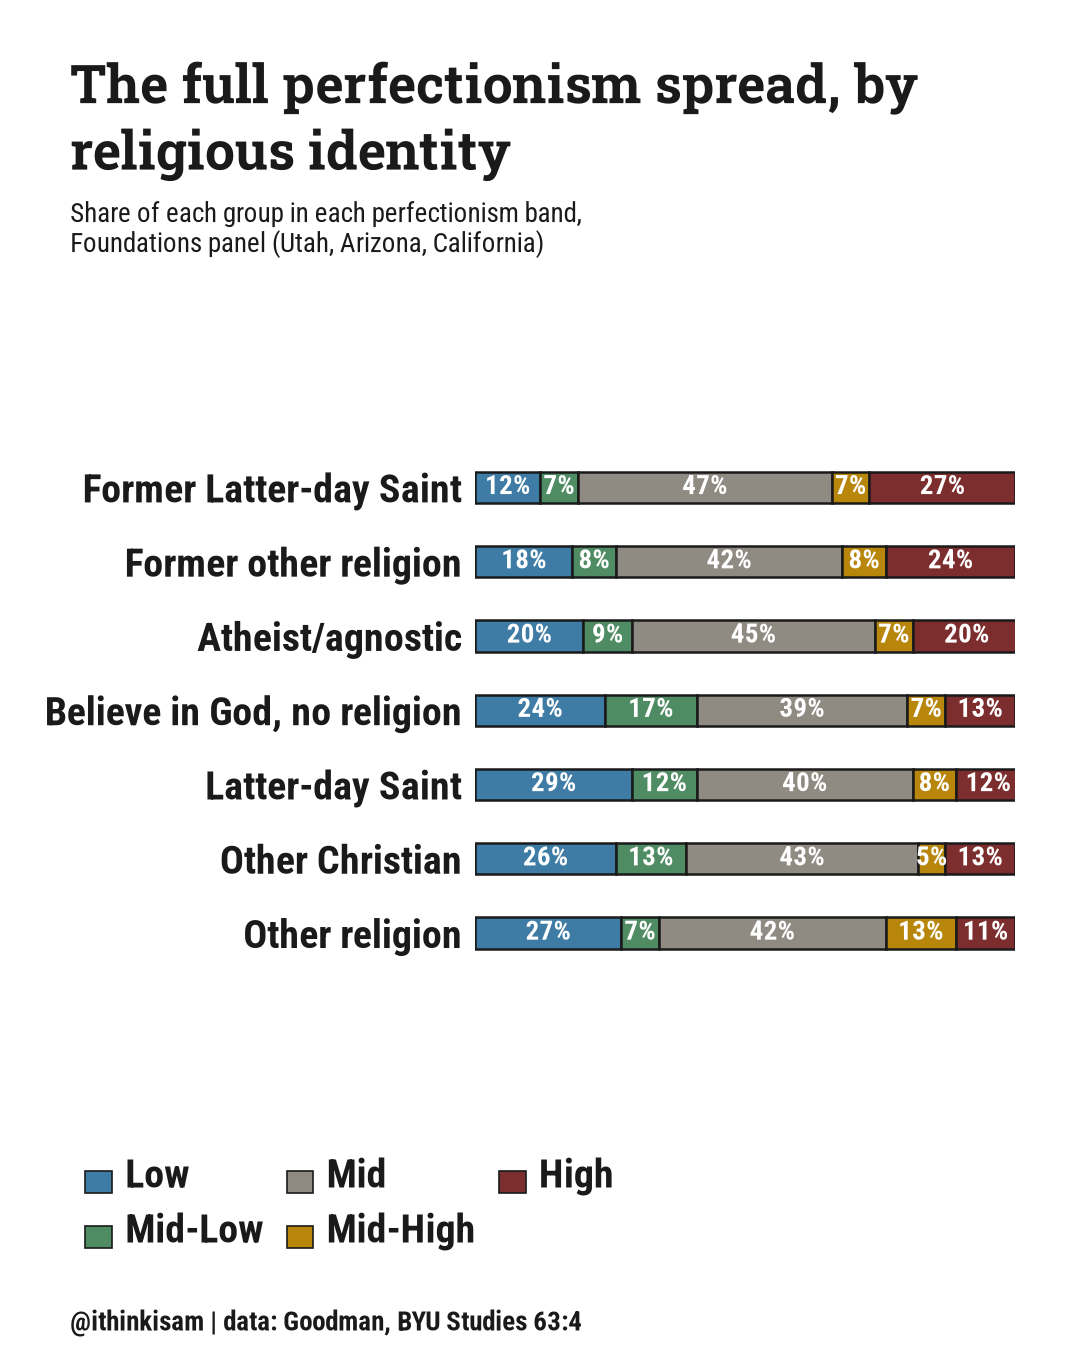 The full perfectionism spread, by
religious identity
Share of each group in each perfectionism band,
Foundations panel (Utah, Arizona, California)
Former Latter-day Saint 12% 7% 47% 7% 27%
Former other religion 18% 8% 42% 8% 24%
Atheist/agnostic 20% 9% 45% 7% 20%
Believe in God, no religion 24% 17% 39% 7% 13%
Latter-day Saint 29% 12% 40% 8% 12%
Other Christian 26% 13% 43% 5% 13%
Other religion 27% 7% 42% 13% 11%
Low Mid High
Mid-Low Mid-High
@ithinkisam | data: Goodman, BYU Studies 63:4